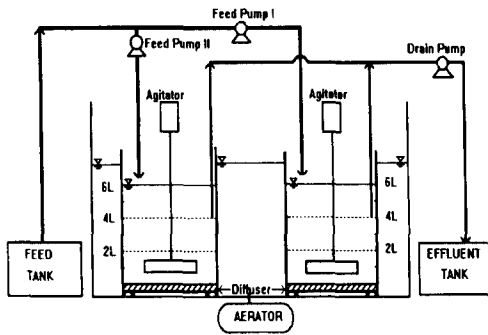 Feed Pump I
Feed Pump II
Drain Pump
Agitator
Agitator
6L
4L
2L
6L
4L
2L
FEED
TANK
EFFLUENT
TANK
Diffuser
AERATOR